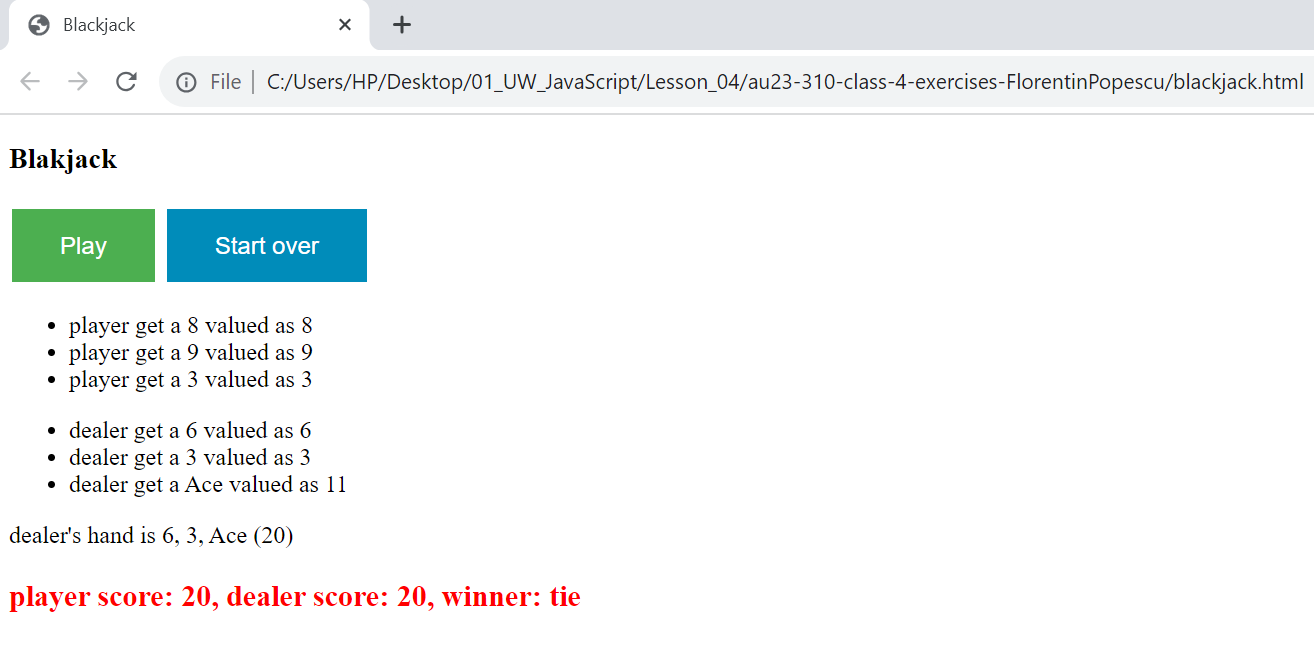 Blackjack
File | C:/Users/HP/Desktop/01_UW_JavaScript/Lesson_04/au23-310-class-4-exercises-FlorentinPopescu/blackjack.html
Blakjack
Play Start over
• player get a 8 valued as 8
• player get a 9 valued as 9
• player get a 3 valued as 3
• dealer get a 6 valued as 6
• dealer get a 3 valued as 3
• dealer get a Ace valued as 11
dealer's hand is 6, 3, Ace (20)
player score: 20, dealer score: 20, winner: tie